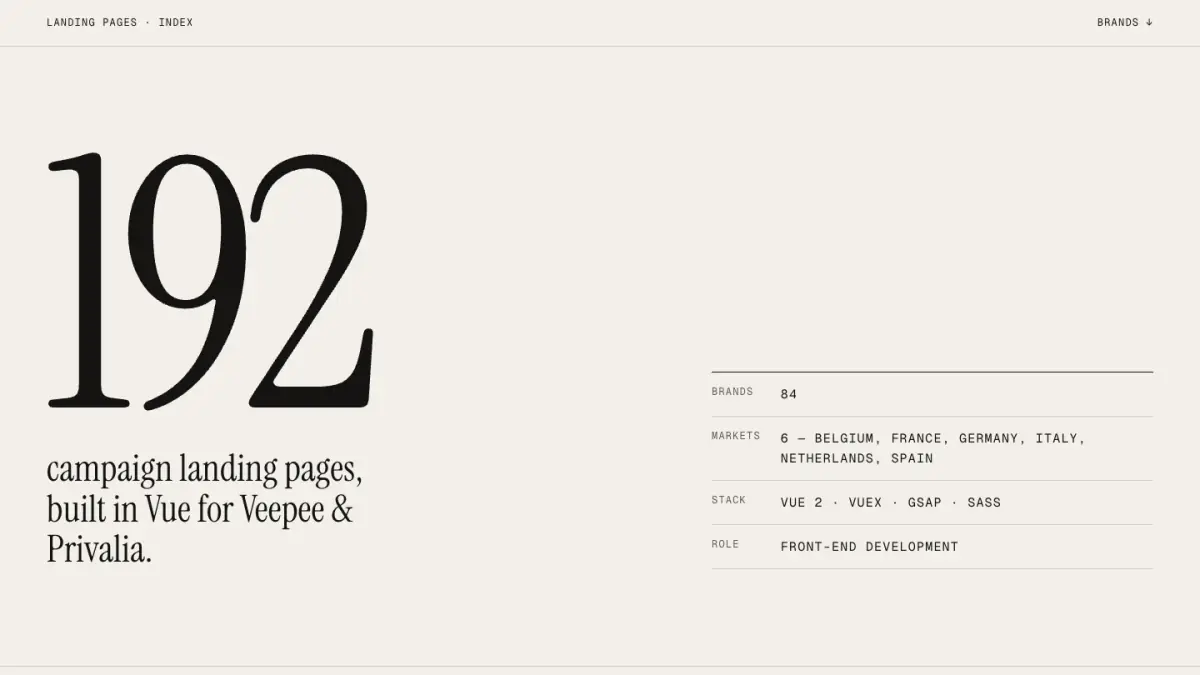 LANDING PAGES · INDEX
BRANDS ↓
192
campaign landing pages,
built in Vue for Veepee &
Privalia.
BRANDS 84
MARKETS 6 — BELGIUM, FRANCE, GERMANY, ITALY,
NETHERLANDS, SPAIN
STACK VUE 2 · VUEX · GSAP · SASS
ROLE FRONT-END DEVELOPMENT